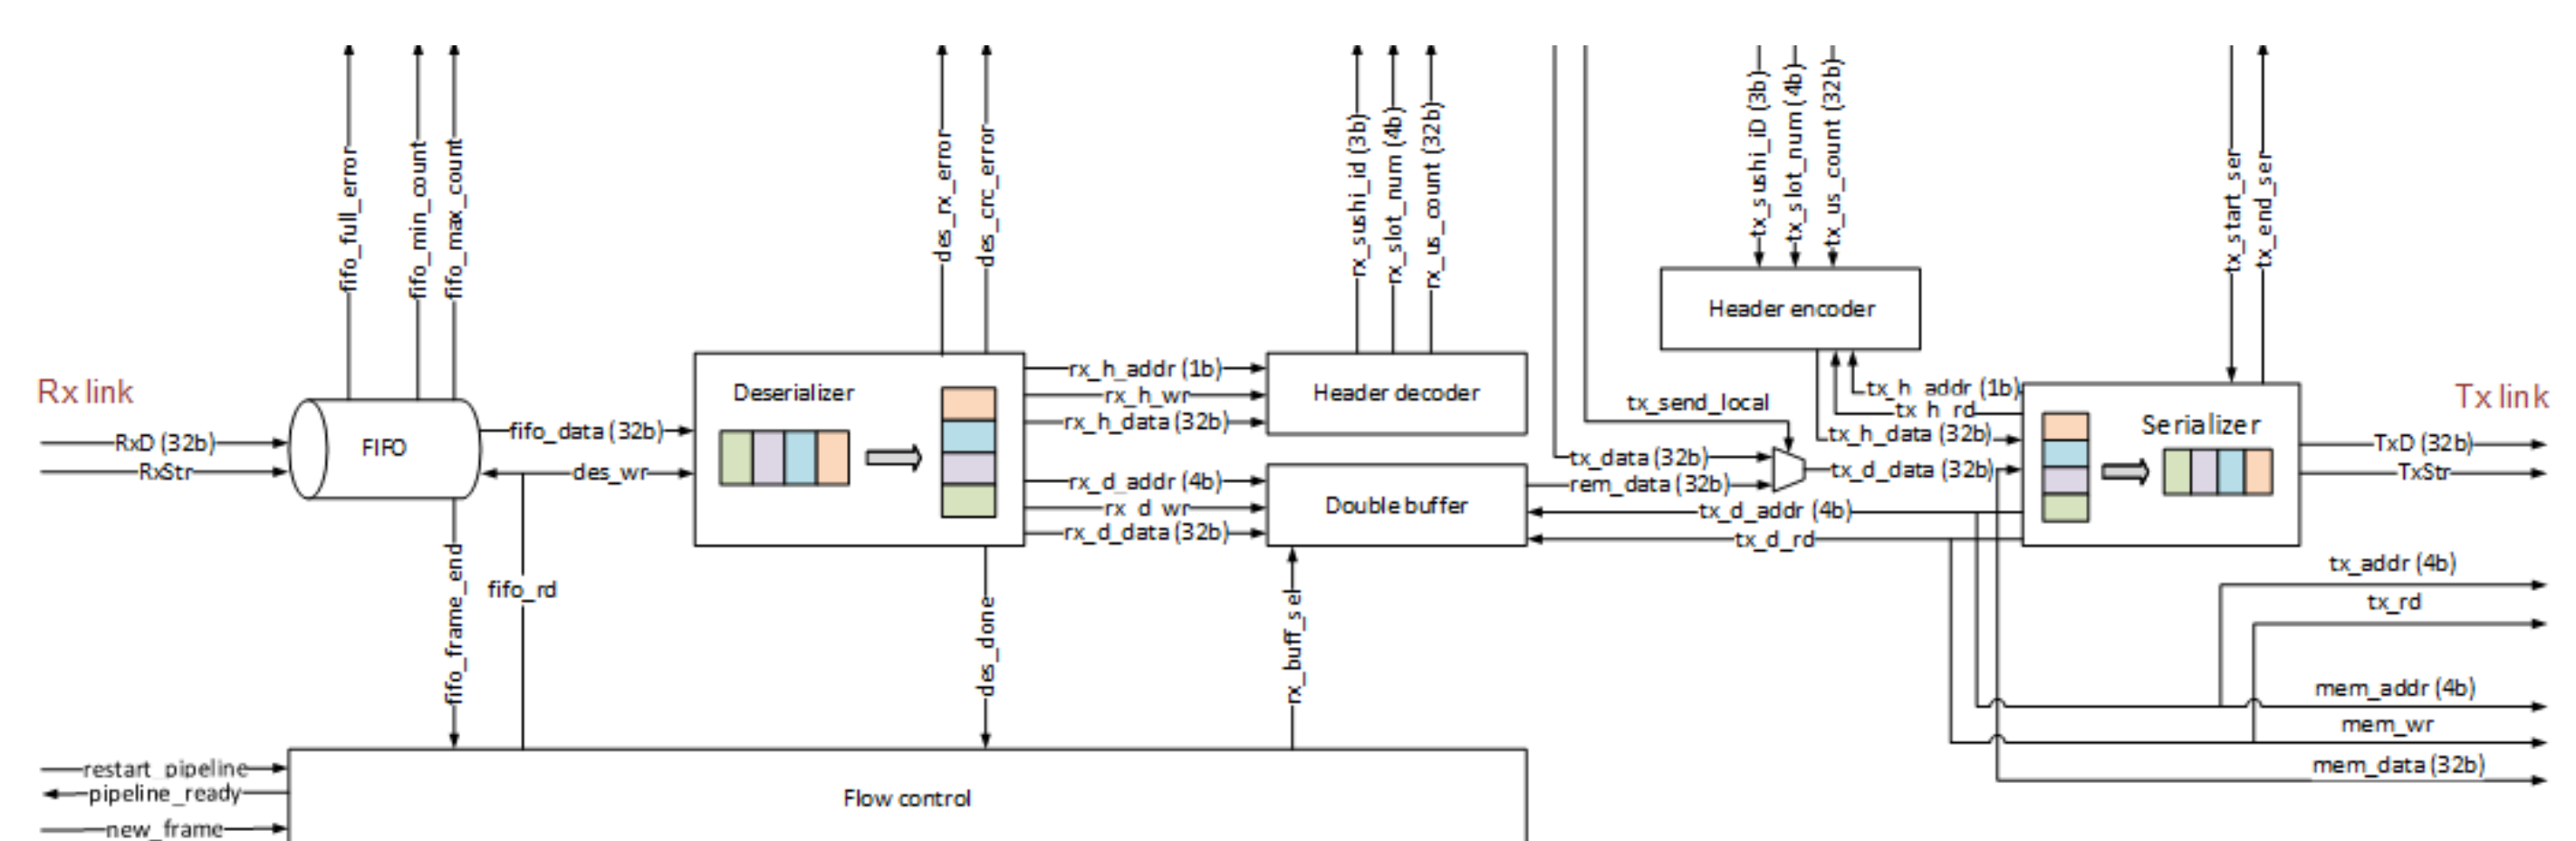 fifo_full_error
fifo_min_count
fifo_max_count
des_rx_error
des_crc_error
rx_sushi_id (3b)
rx_slot_num (4b)
rx_us_count (32b)
tx_sushi_iD (3b)
tx_slot_num (4b)
tx_us_count (32b)
tx_start_ser
tx_end_ser
Header encoder
Rx link
RxD (32b)
RxStr
FIFO
fifo_data (32b)
des_wr
Deserializer
rx_h_addr (1b)
rx_h_wr
rx_h_data (32b)
Header decoder
rx_d_addr (4b)
rx_d_wr
rx_d_data (32b)
Double buffer
tx_send_local
tx_data (32b)
rem_data (32b)
tx_h_addr (1b)
tx_h_rd
tx_h_data (32b)
tx_d_data (32b)
tx_d_addr (4b)
tx_d_rd
Serializer
Tx link
TxD (32b)
TxStr
tx_addr (4b)
tx_rd
mem_addr (4b)
mem_wr
mem_data (32b)
fifo_frame_end
fifo_rd
des_done
rx_buff_sel
restart_pipeline
pipeline_ready
new_frame
Flow control